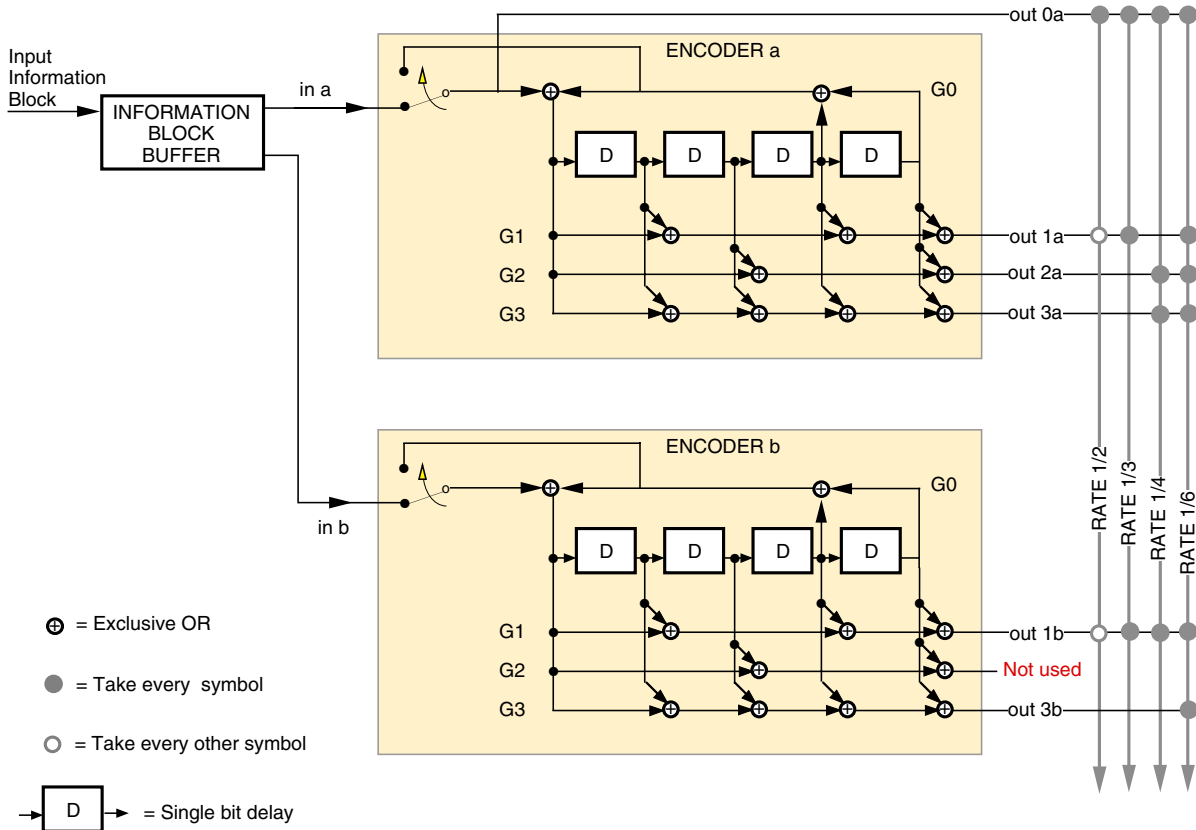 out 0a
ENCODER a
Input
Information
Block
in a
G0
INFORMATION
BLOCK
BUFFER
D D D D
G1
out 1a
G2
out 2a
G3
out 3a
ENCODER b
G0
in b
D D D D
RATE 1/2
RATE 1/3
RATE 1/4
RATE 1/6
G1
out 1b
G2
Not used
G3
out 3b
= Exclusive OR
= Take every symbol
= Take every other symbol
D = Single bit delay